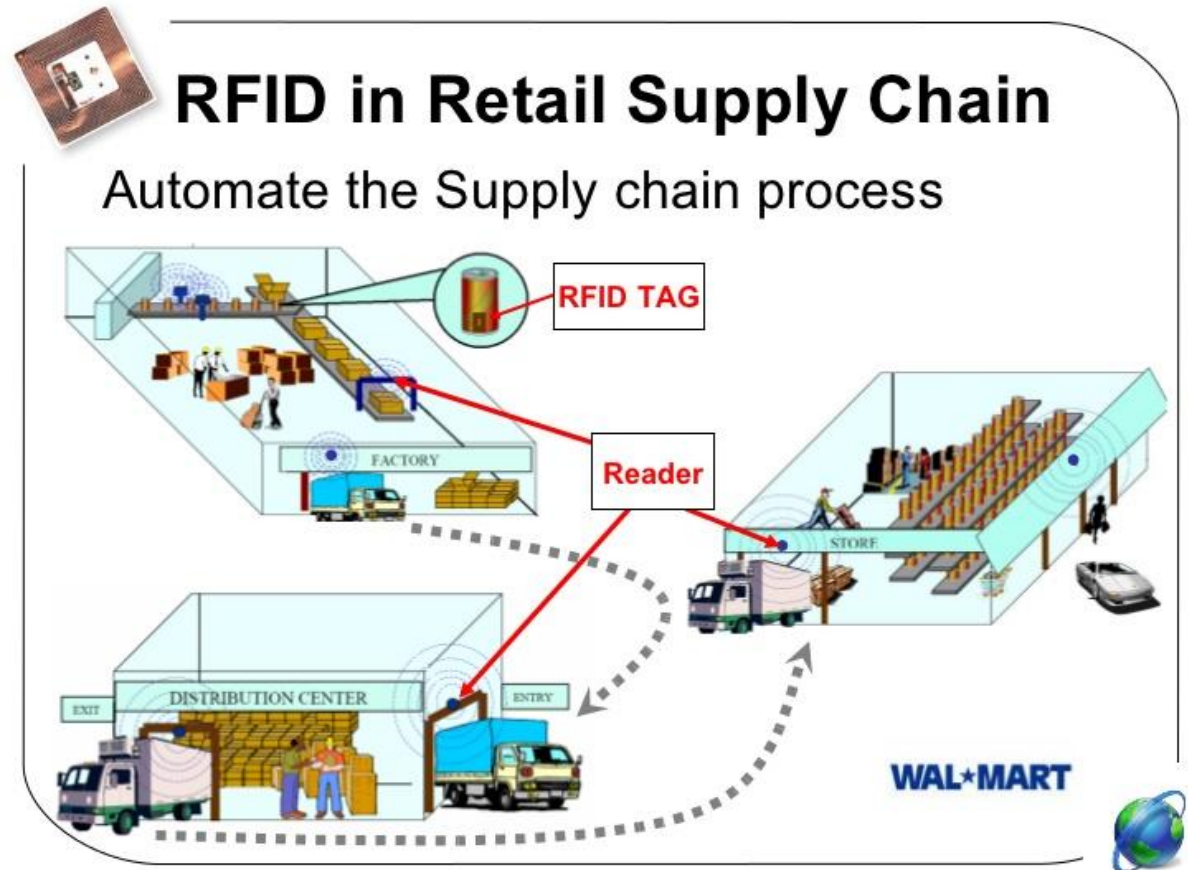 RFID in Retail Supply Chain
Automate the Supply chain process
RFID TAG
FACTORY
Reader
STORE
DISTRIBUTION CENTER
EXIT
ENTRY
WAL★MART